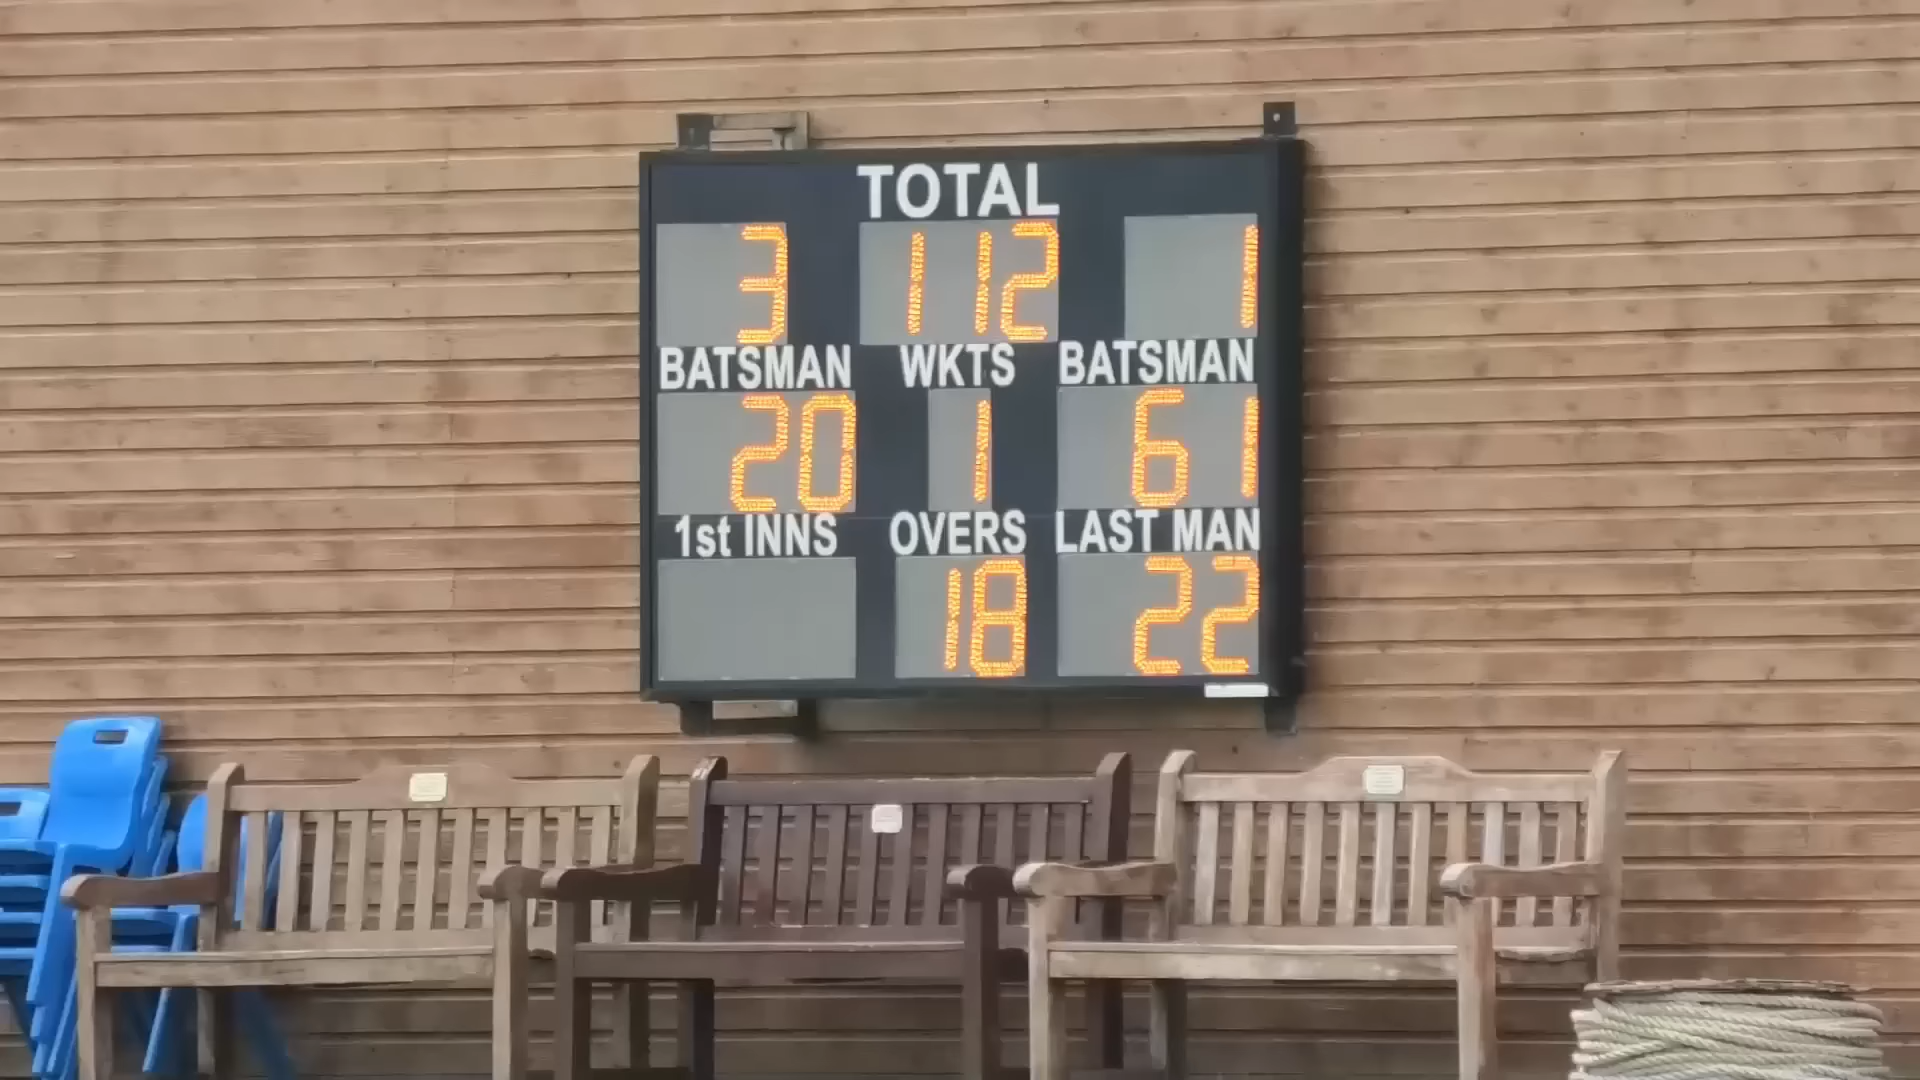 TOTAL
3 112 1
BATSMAN WKTS BATSMAN
20 1 61
1st INNS OVERS LAST MAN
18 22